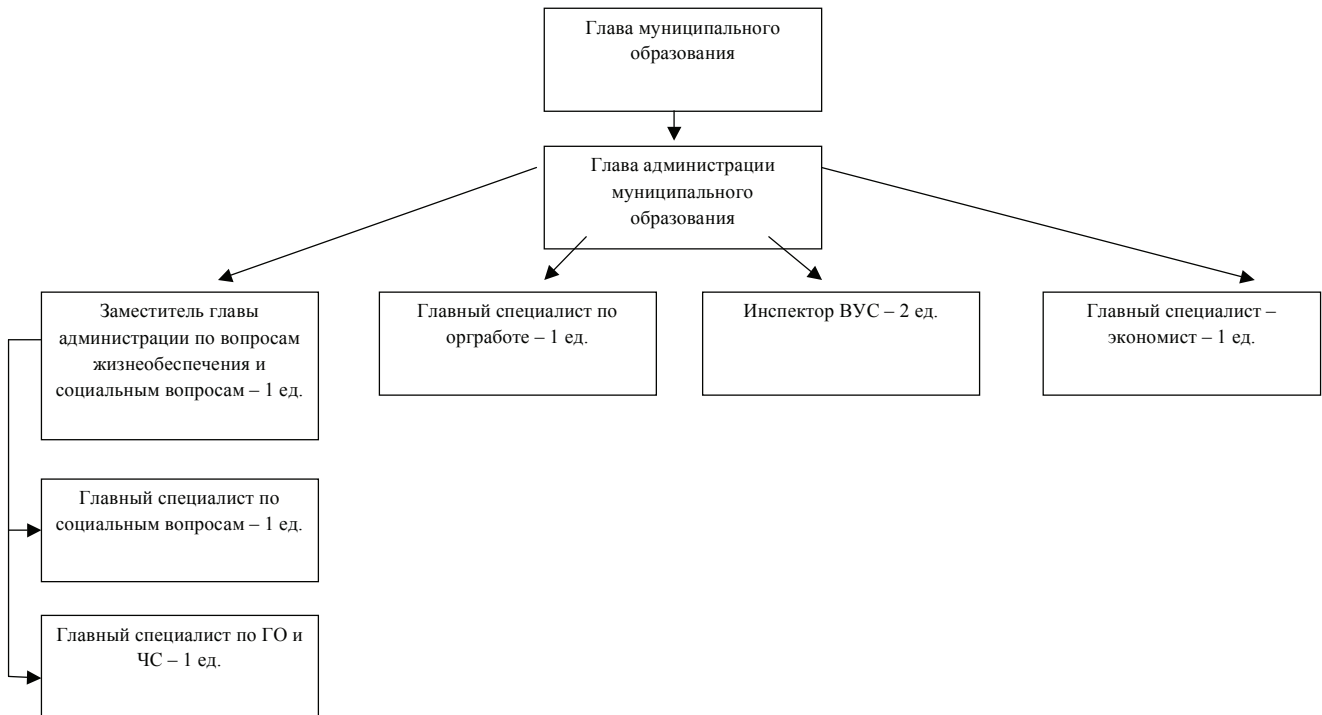 Глава муниципального
образования
Глава администрации
муниципального
образования
Заместитель главы
администрации по вопросам
жизнеобеспечения и
социальным вопросам – 1 ед.
Главный специалист по
оргработе – 1 ед.
Инспектор ВУС – 2 ед.
Главный специалист –
экономист – 1 ед.
Главный специалист по
социальным вопросам – 1 ед.
Главный специалист по ГО и
ЧС – 1 ед.